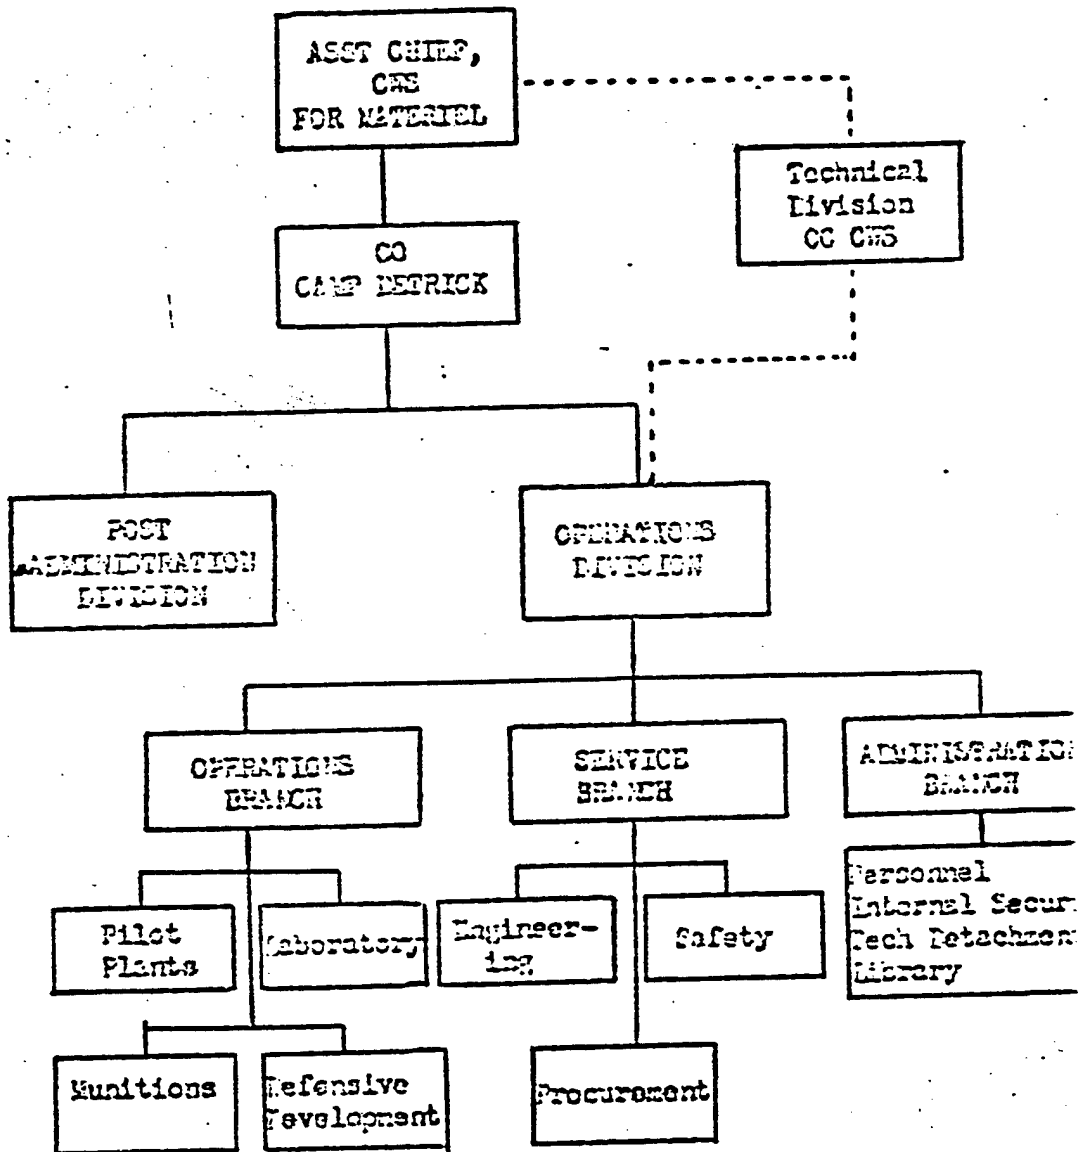 ASST CHIEF,
CWS
FOR MATERIEL
Technical
Division
OC CWS
CO
CAMP DETRICK
POST
ADMINISTRATION
DIVISION
OPERATIONS
DIVISION
OPERATIONS
BRANCH
SERVICE
BRANCH
ADMINISTRATION
BRANCH
Pilot
Plants
Laboratory
Engineer-
ing
Safety
Personnel
Internal Secur
Tech Detachment
Library
Munitions
Defensive
Development
Procurement